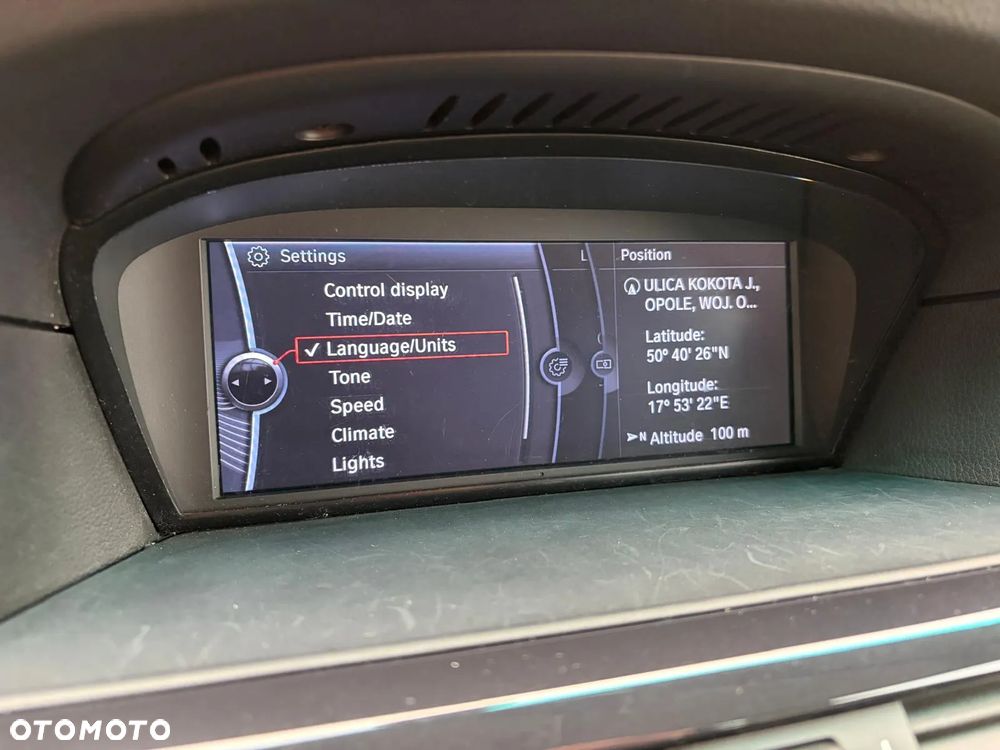 Settings
Control display
Time/Date
✓ Language/Units
Tone
Speed
Climate
Lights
L
Position
ULICA KOKOTA J.,
OPOLE, WOJ. O...
Latitude:
50° 40' 26"N
Longitude:
17° 53' 22"E
N Altitude 100 m
OTOMOTO